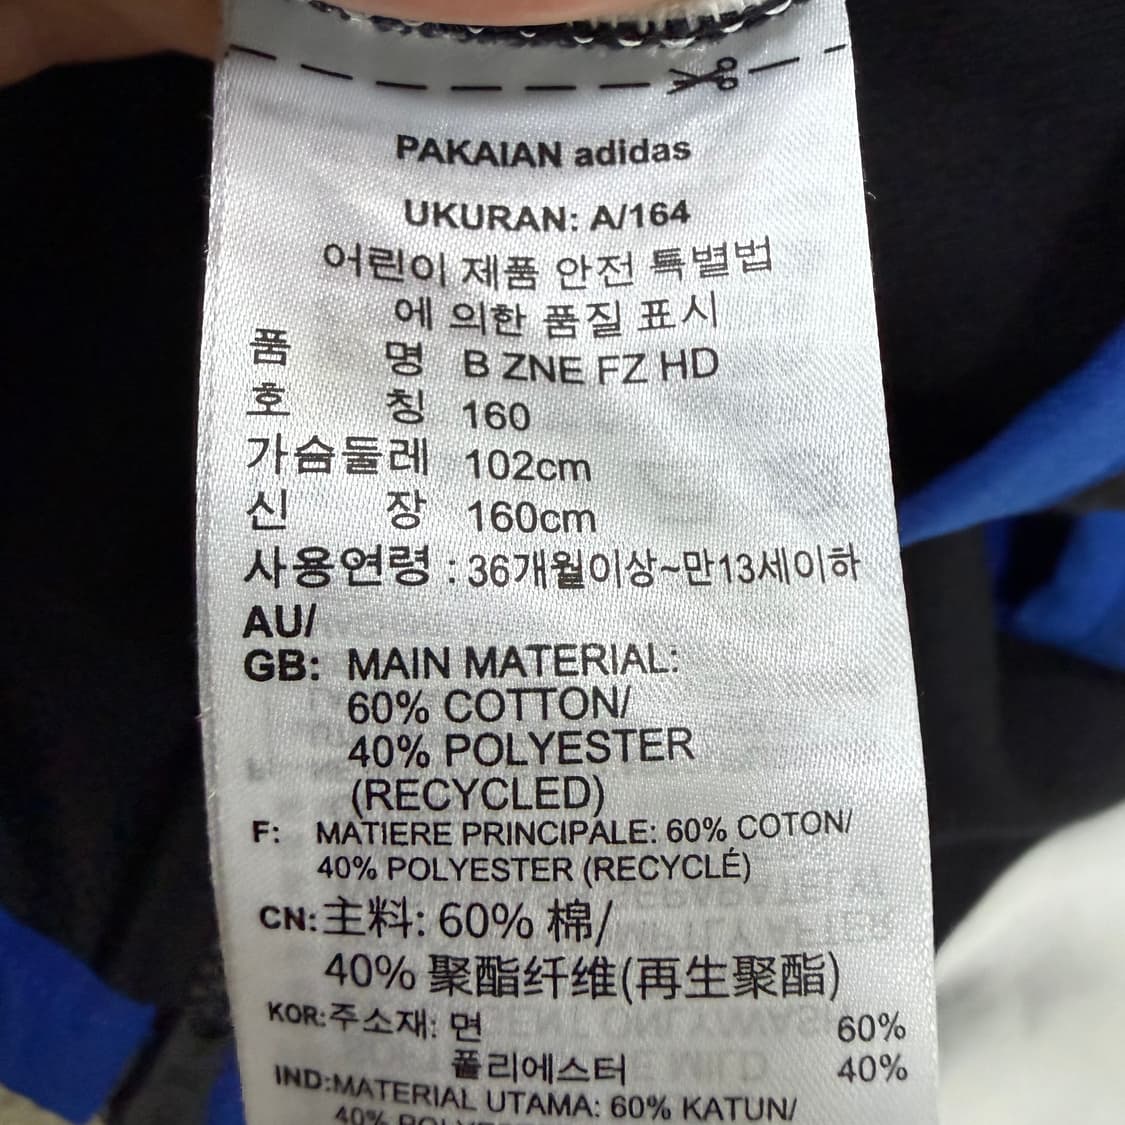 PAKAIAN adidas
UKURAN: A/164
어린이 제품 안전 특별법
에 의한 품질 표시
품 명 B ZNE FZ HD
호 칭 160
가슴둘레 102cm
신 장 160cm
사용연령 : 36개월이상~만13세이하
AU/
GB: MAIN MATERIAL:
60% COTTON/
40% POLYESTER
(RECYCLED)
F: MATIERE PRINCIPALE: 60% COTON/
40% POLYESTER (RECYCLÉ)
CN: 主料: 60% 棉/
40% 聚酯纤维(再生聚酯)
KOR: 주소재: 면 60%
폴리에스터 40%
IND: MATERIAL UTAMA: 60% KATUN/
40%